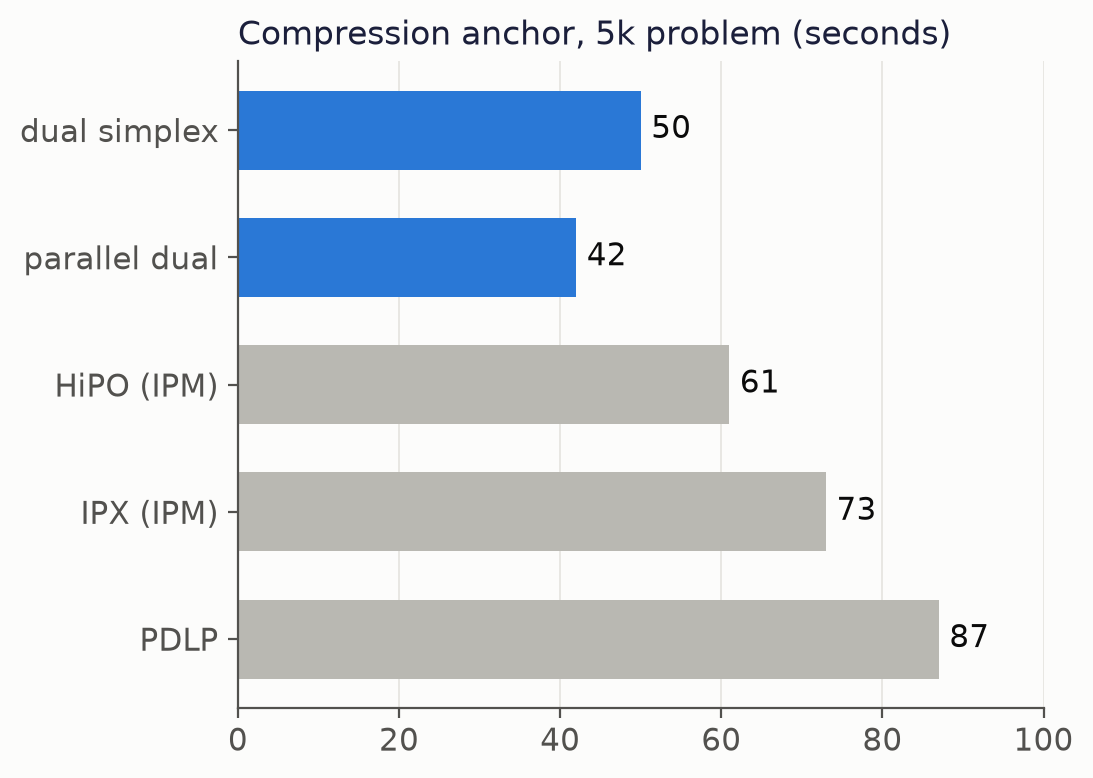 Compression anchor, 5k problem (seconds)
dual simplex 50
parallel dual 42
HiPO (IPM) 61
IPX (IPM) 73
PDLP 87
0 20 40 60 80 100